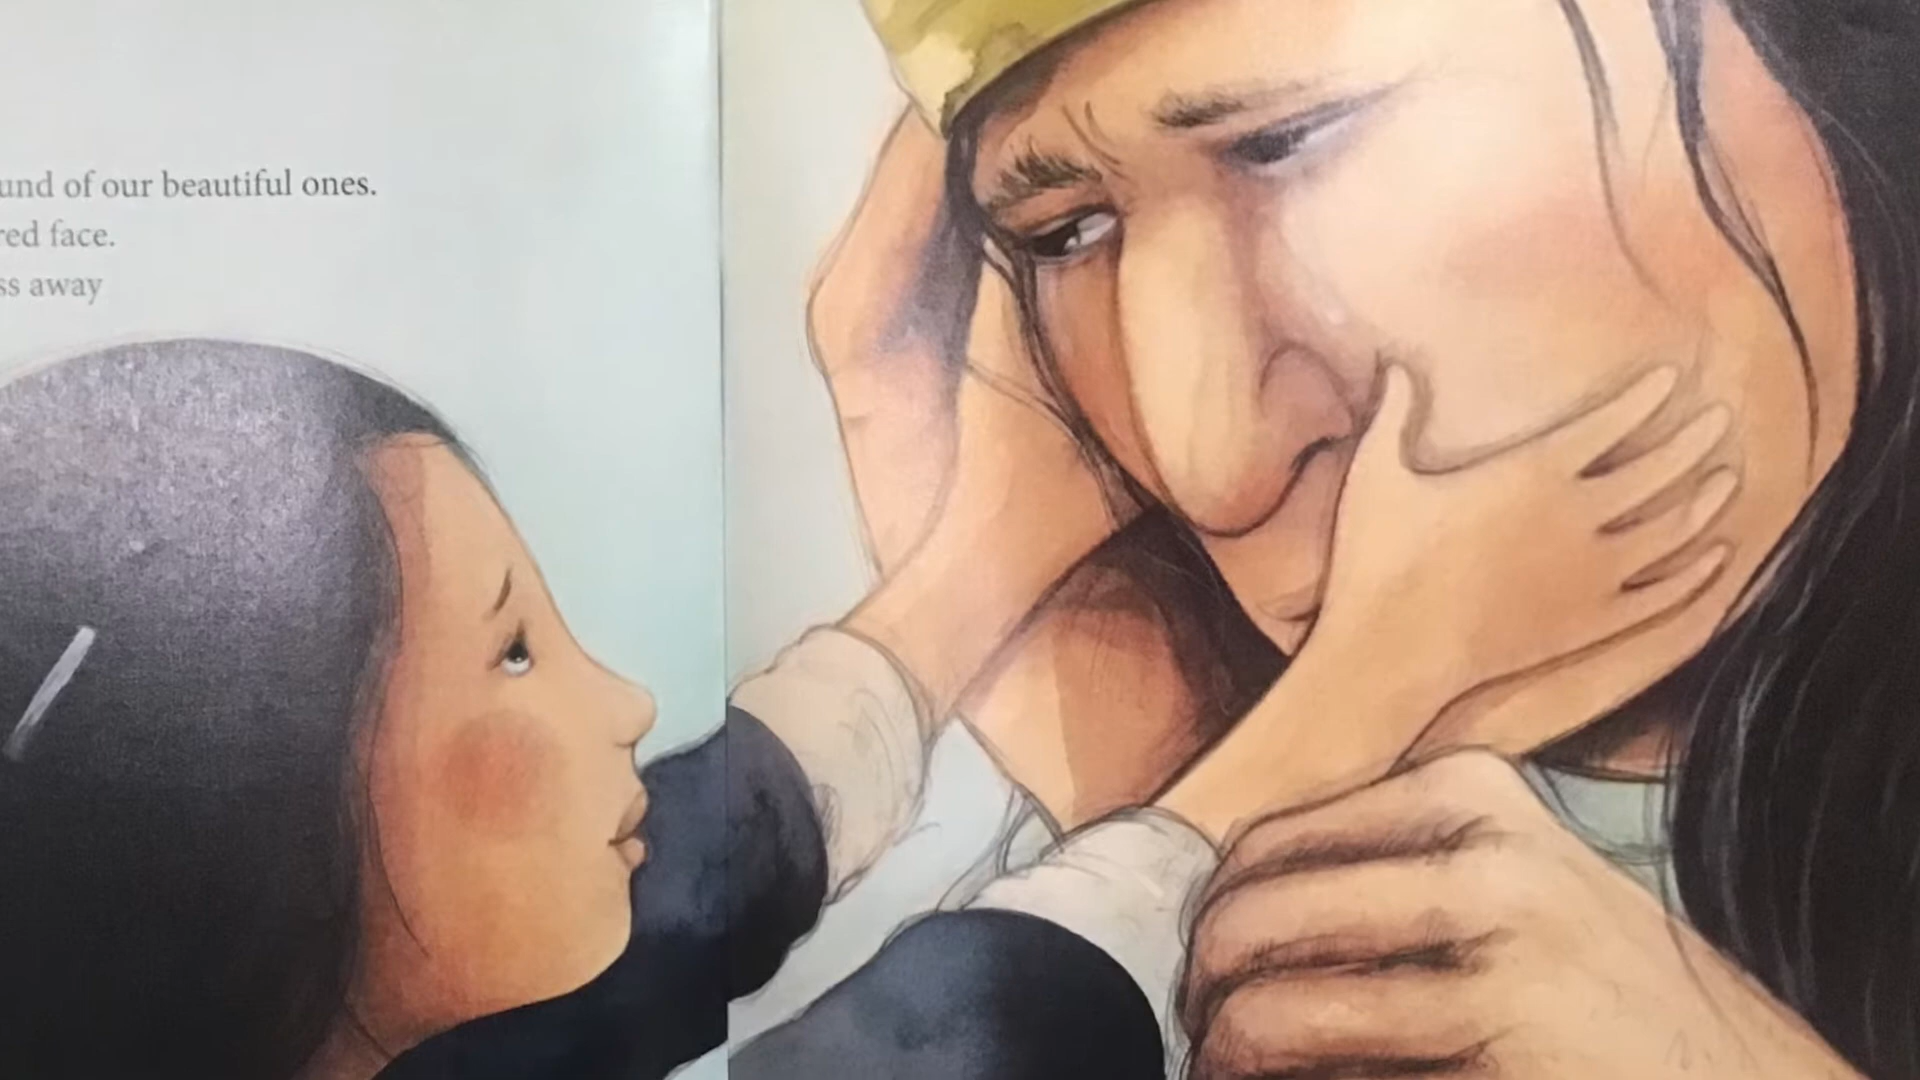 und of our beautiful ones.
red face.
ss away